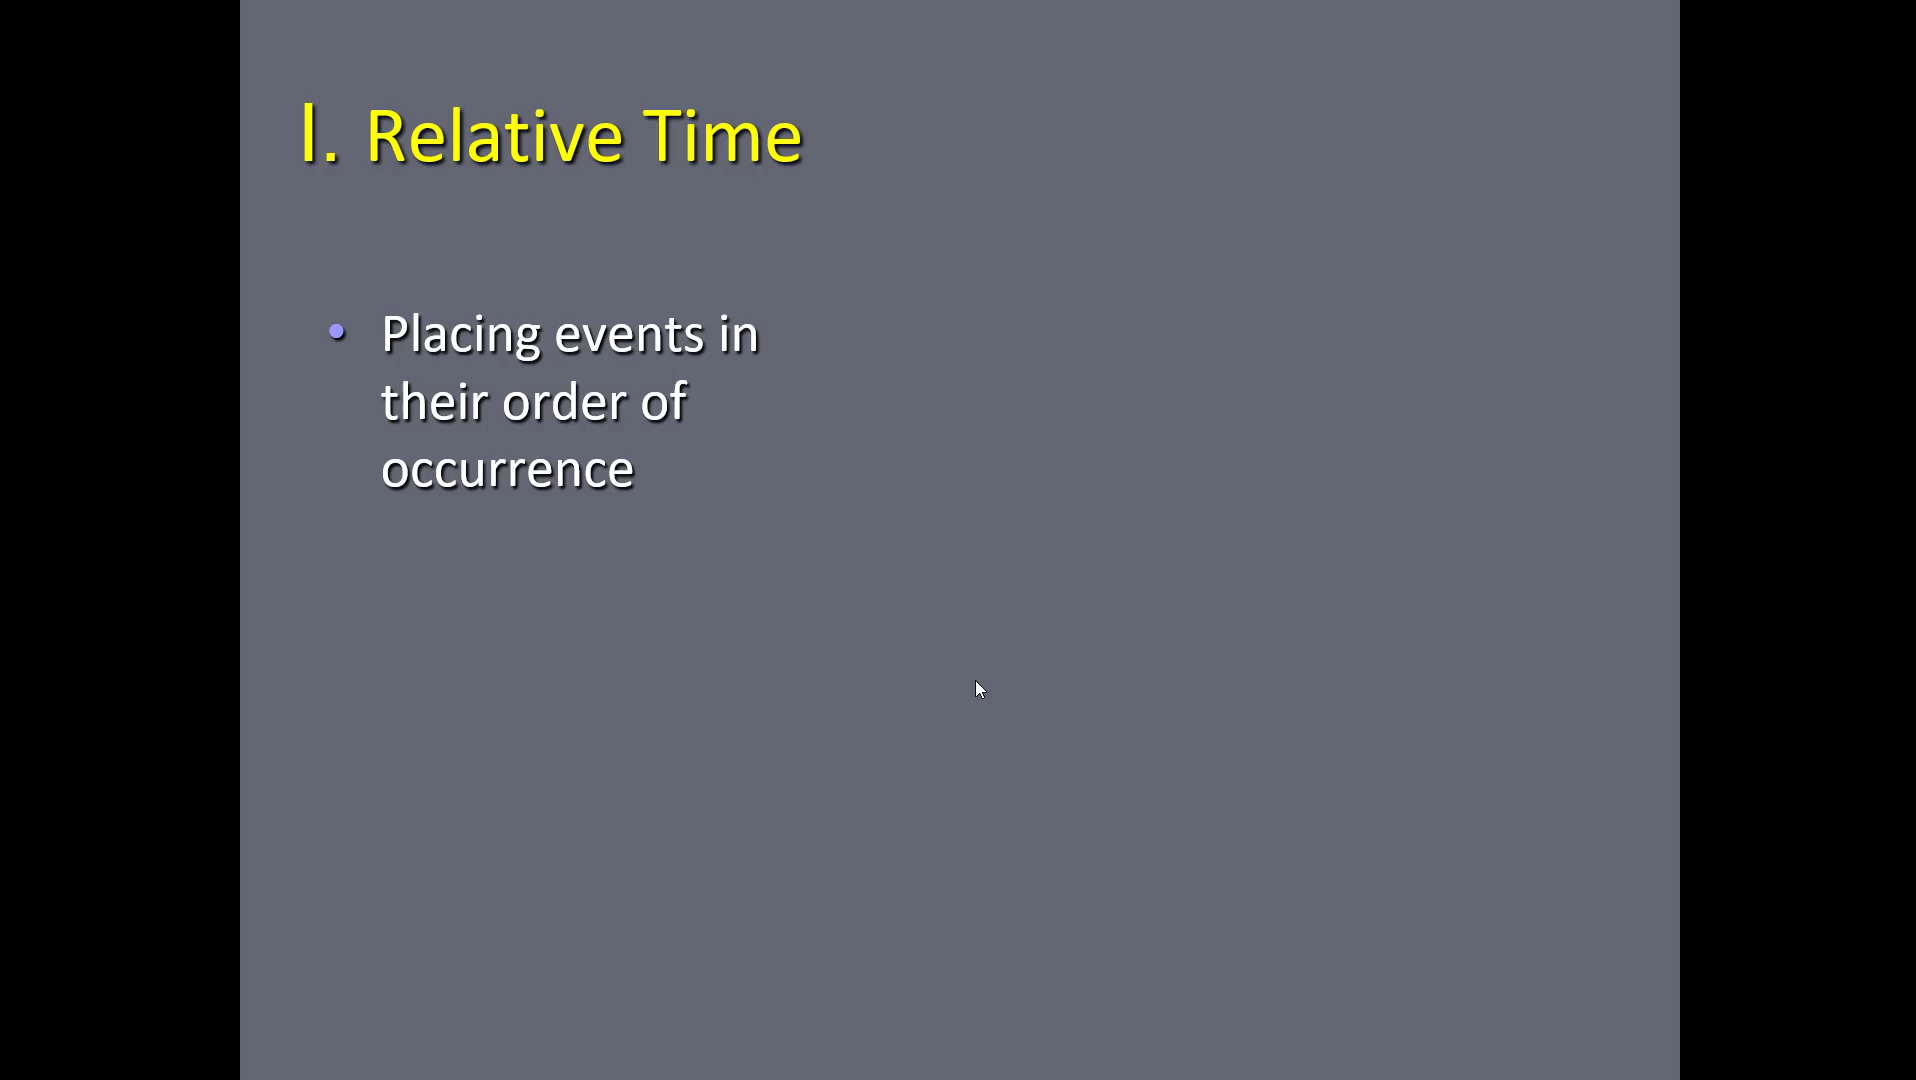 I. Relative Time
• Placing events in
their order of
occurrence